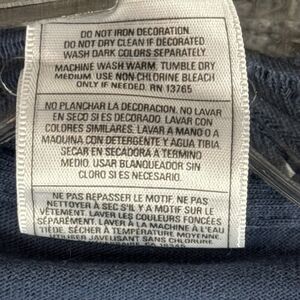 DO NOT IRON DECORATION.
DO NOT DRY CLEAN IF DECORATED
WASH DARK COLORS SEPARATELY.
MACHINE WASH WARM, TUMBLE DRY
MEDIUM. USE NON-CHLORINE BLEACH
ONLY IF NEEDED. RN 13765
NO PLANCHAR LA DECORACION. NO LAVAR
EN SECO SI ES DECORADO. LAVAR CON
COLORES SIMILARES. LAVAR A MANO O A
MAQUINA CON DETERGENTE Y AGUA TIBIA
SECAR EN SECADORA A TERMINO
MEDIO. USAR BLANQUEADOR SIN
CLORO SI ES NECESARIO.
NE PAS REPASSER LE MOTIF. NE PAS
NETTOYER À SEC S'IL Y A MOTIF SUR LE
VÊTEMENT. LAVER LES COULEURS FONCÉES
SÉPARÉMENT. LAVER À LA MACHINE À L'EAU
TIÈDE. SÉCHER À TEMPÉRATURE MOYENNE.
UTILISER JAVELISANT SANS CHLORURE